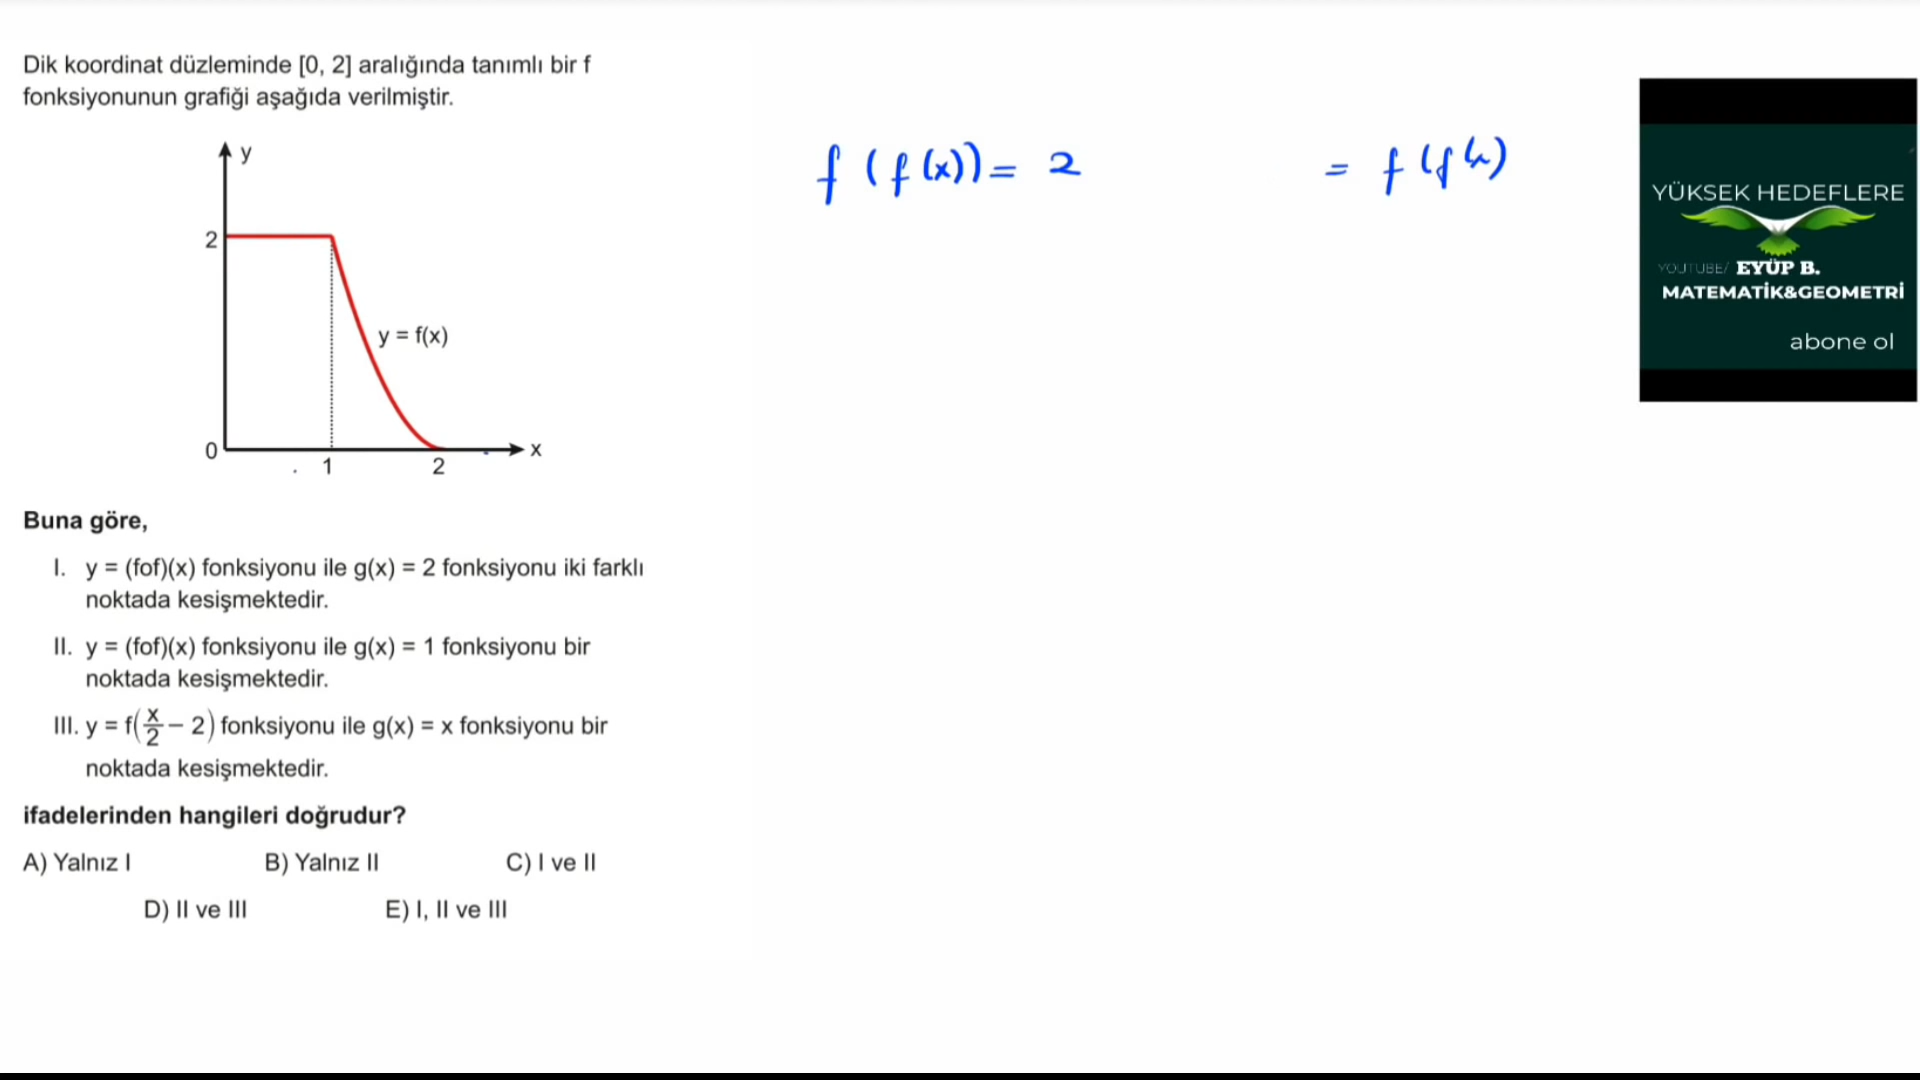 Dik koordinat düzleminde [0, 2] aralığında tanımlı bir f
fonksiyonunun grafiği aşağıda verilmiştir.
y
2
y = f(x)
0
1
2
x
Buna göre,
I. y = (fof)(x) fonksiyonu ile g(x) = 2 fonksiyonu iki farklı
noktada kesişmektedir.
II. y = (fof)(x) fonksiyonu ile g(x) = 1 fonksiyonu bir
noktada kesişmektedir.
III. y = f(x/2 − 2) fonksiyonu ile g(x) = x fonksiyonu bir
noktada kesişmektedir.
ifadelerinden hangileri doğrudur?
A) Yalnız I B) Yalnız II C) I ve II
D) II ve III E) I, II ve III
f(f(x)) = 2
= f(f
YÜKSEK HEDEFLERE
YOUTUBE/ EYÜP B.
MATEMATİK&GEOMETRİ
abone ol